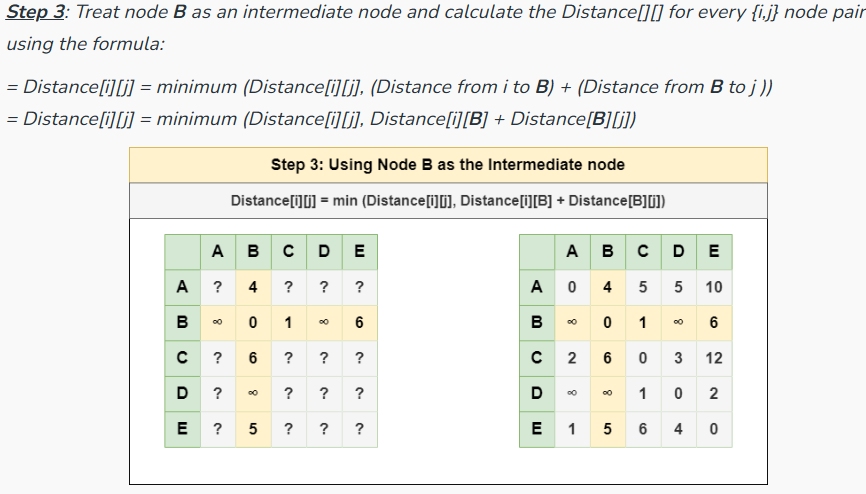 Step 3: Treat node B as an intermediate node and calculate the Distance[][] for every {i,j} node pair
using the formula:
= Distance[i][j] = minimum (Distance[i][j], (Distance from i to B) + (Distance from B to j ))
= Distance[i][j] = minimum (Distance[i][j], Distance[i][B] + Distance[B][j])
Step 3: Using Node B as the Intermediate node
Distance[i][j] = min (Distance[i][j], Distance[i][B] + Distance[B][j])
A B C D E
A ? 4 ? ? ?
B ∞ 0 1 ∞ 6
C ? 6 ? ? ?
D ? ∞ ? ? ?
E ? 5 ? ? ?
A B C D E
A 0 4 5 5 10
B ∞ 0 1 ∞ 6
C 2 6 0 3 12
D ∞ ∞ 1 0 2
E 1 5 6 4 0